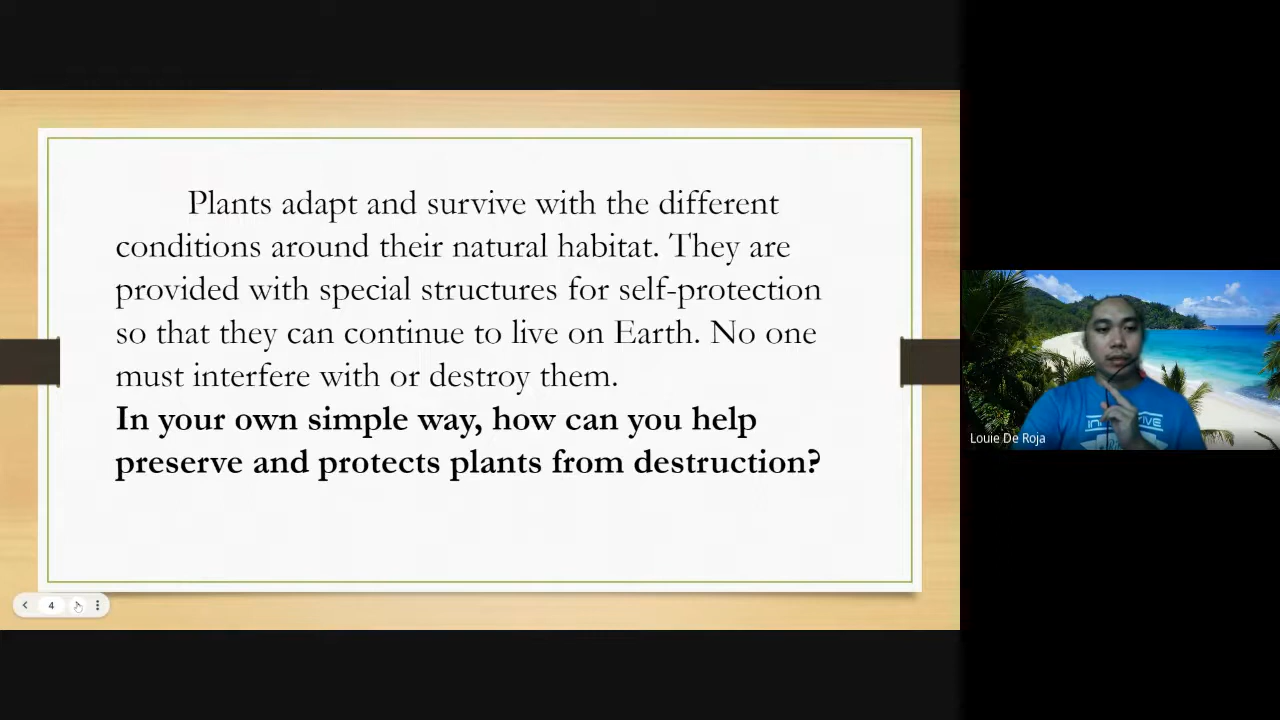 Plants adapt and survive with the different
conditions around their natural habitat. They are
provided with special structures for self-protection
so that they can continue to live on Earth. No one
must interfere with or destroy them.
In your own simple way, how can you help
preserve and protects plants from destruction?
Louie De Roja
4